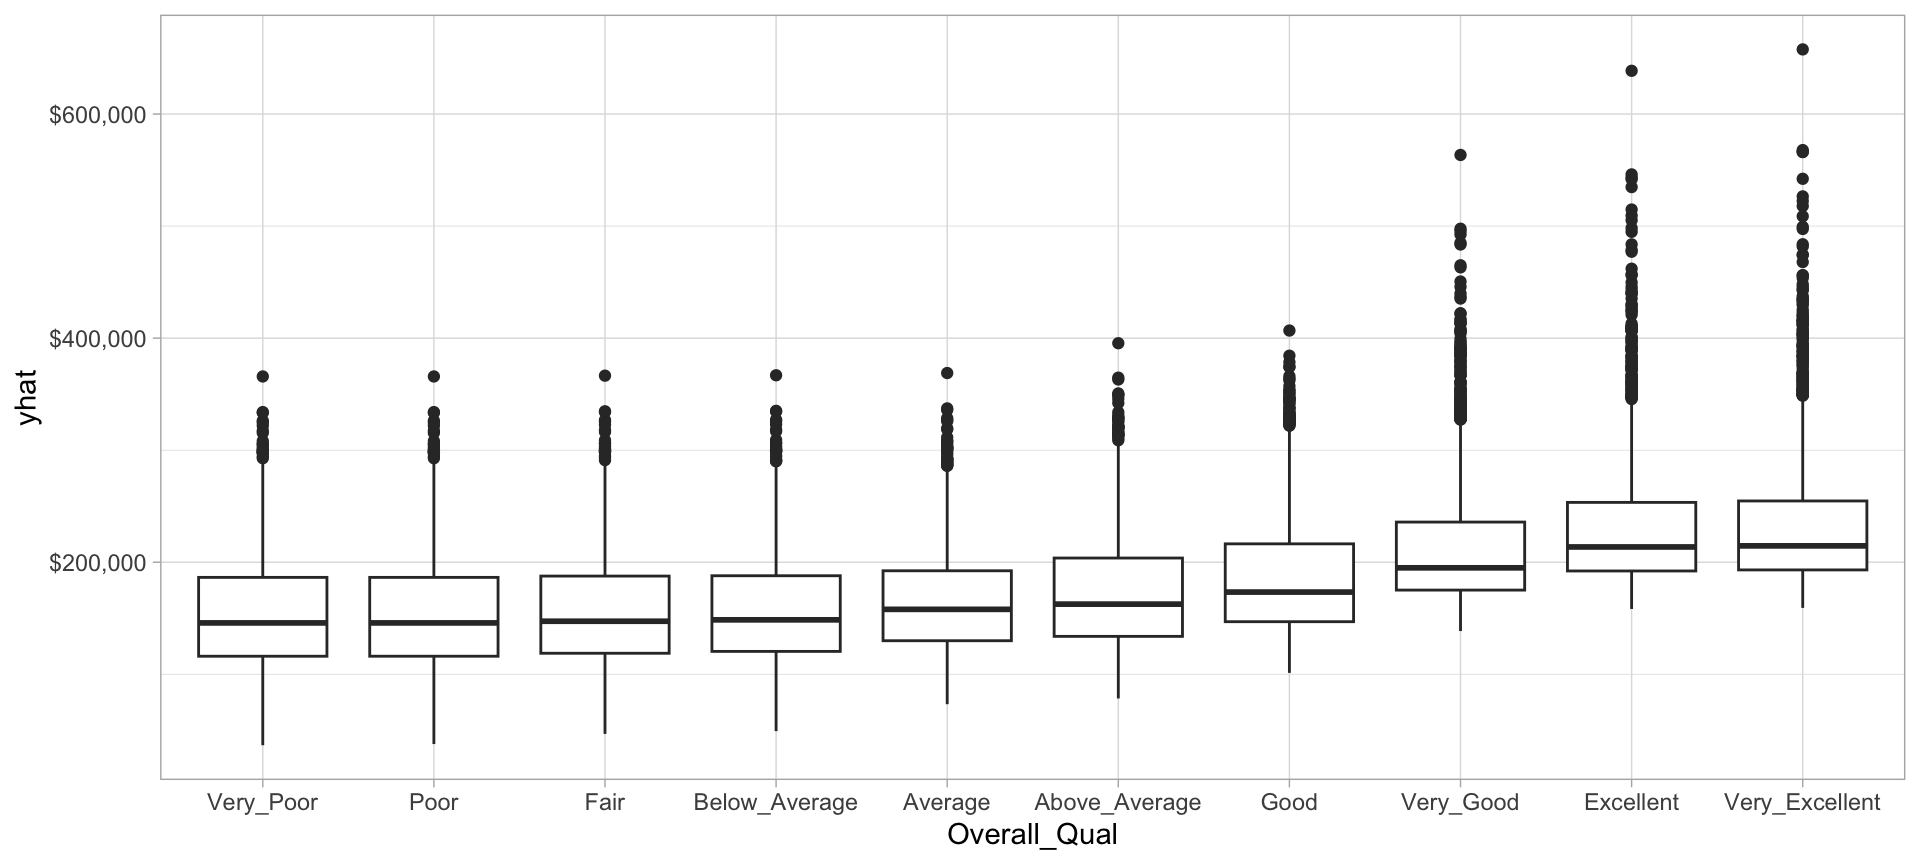 $600,000
$400,000
$200,000
yhat
Very_Poor Poor Fair Below_Average Average Above_Average Good Very_Good Excellent Very_Excellent
Overall_Qual